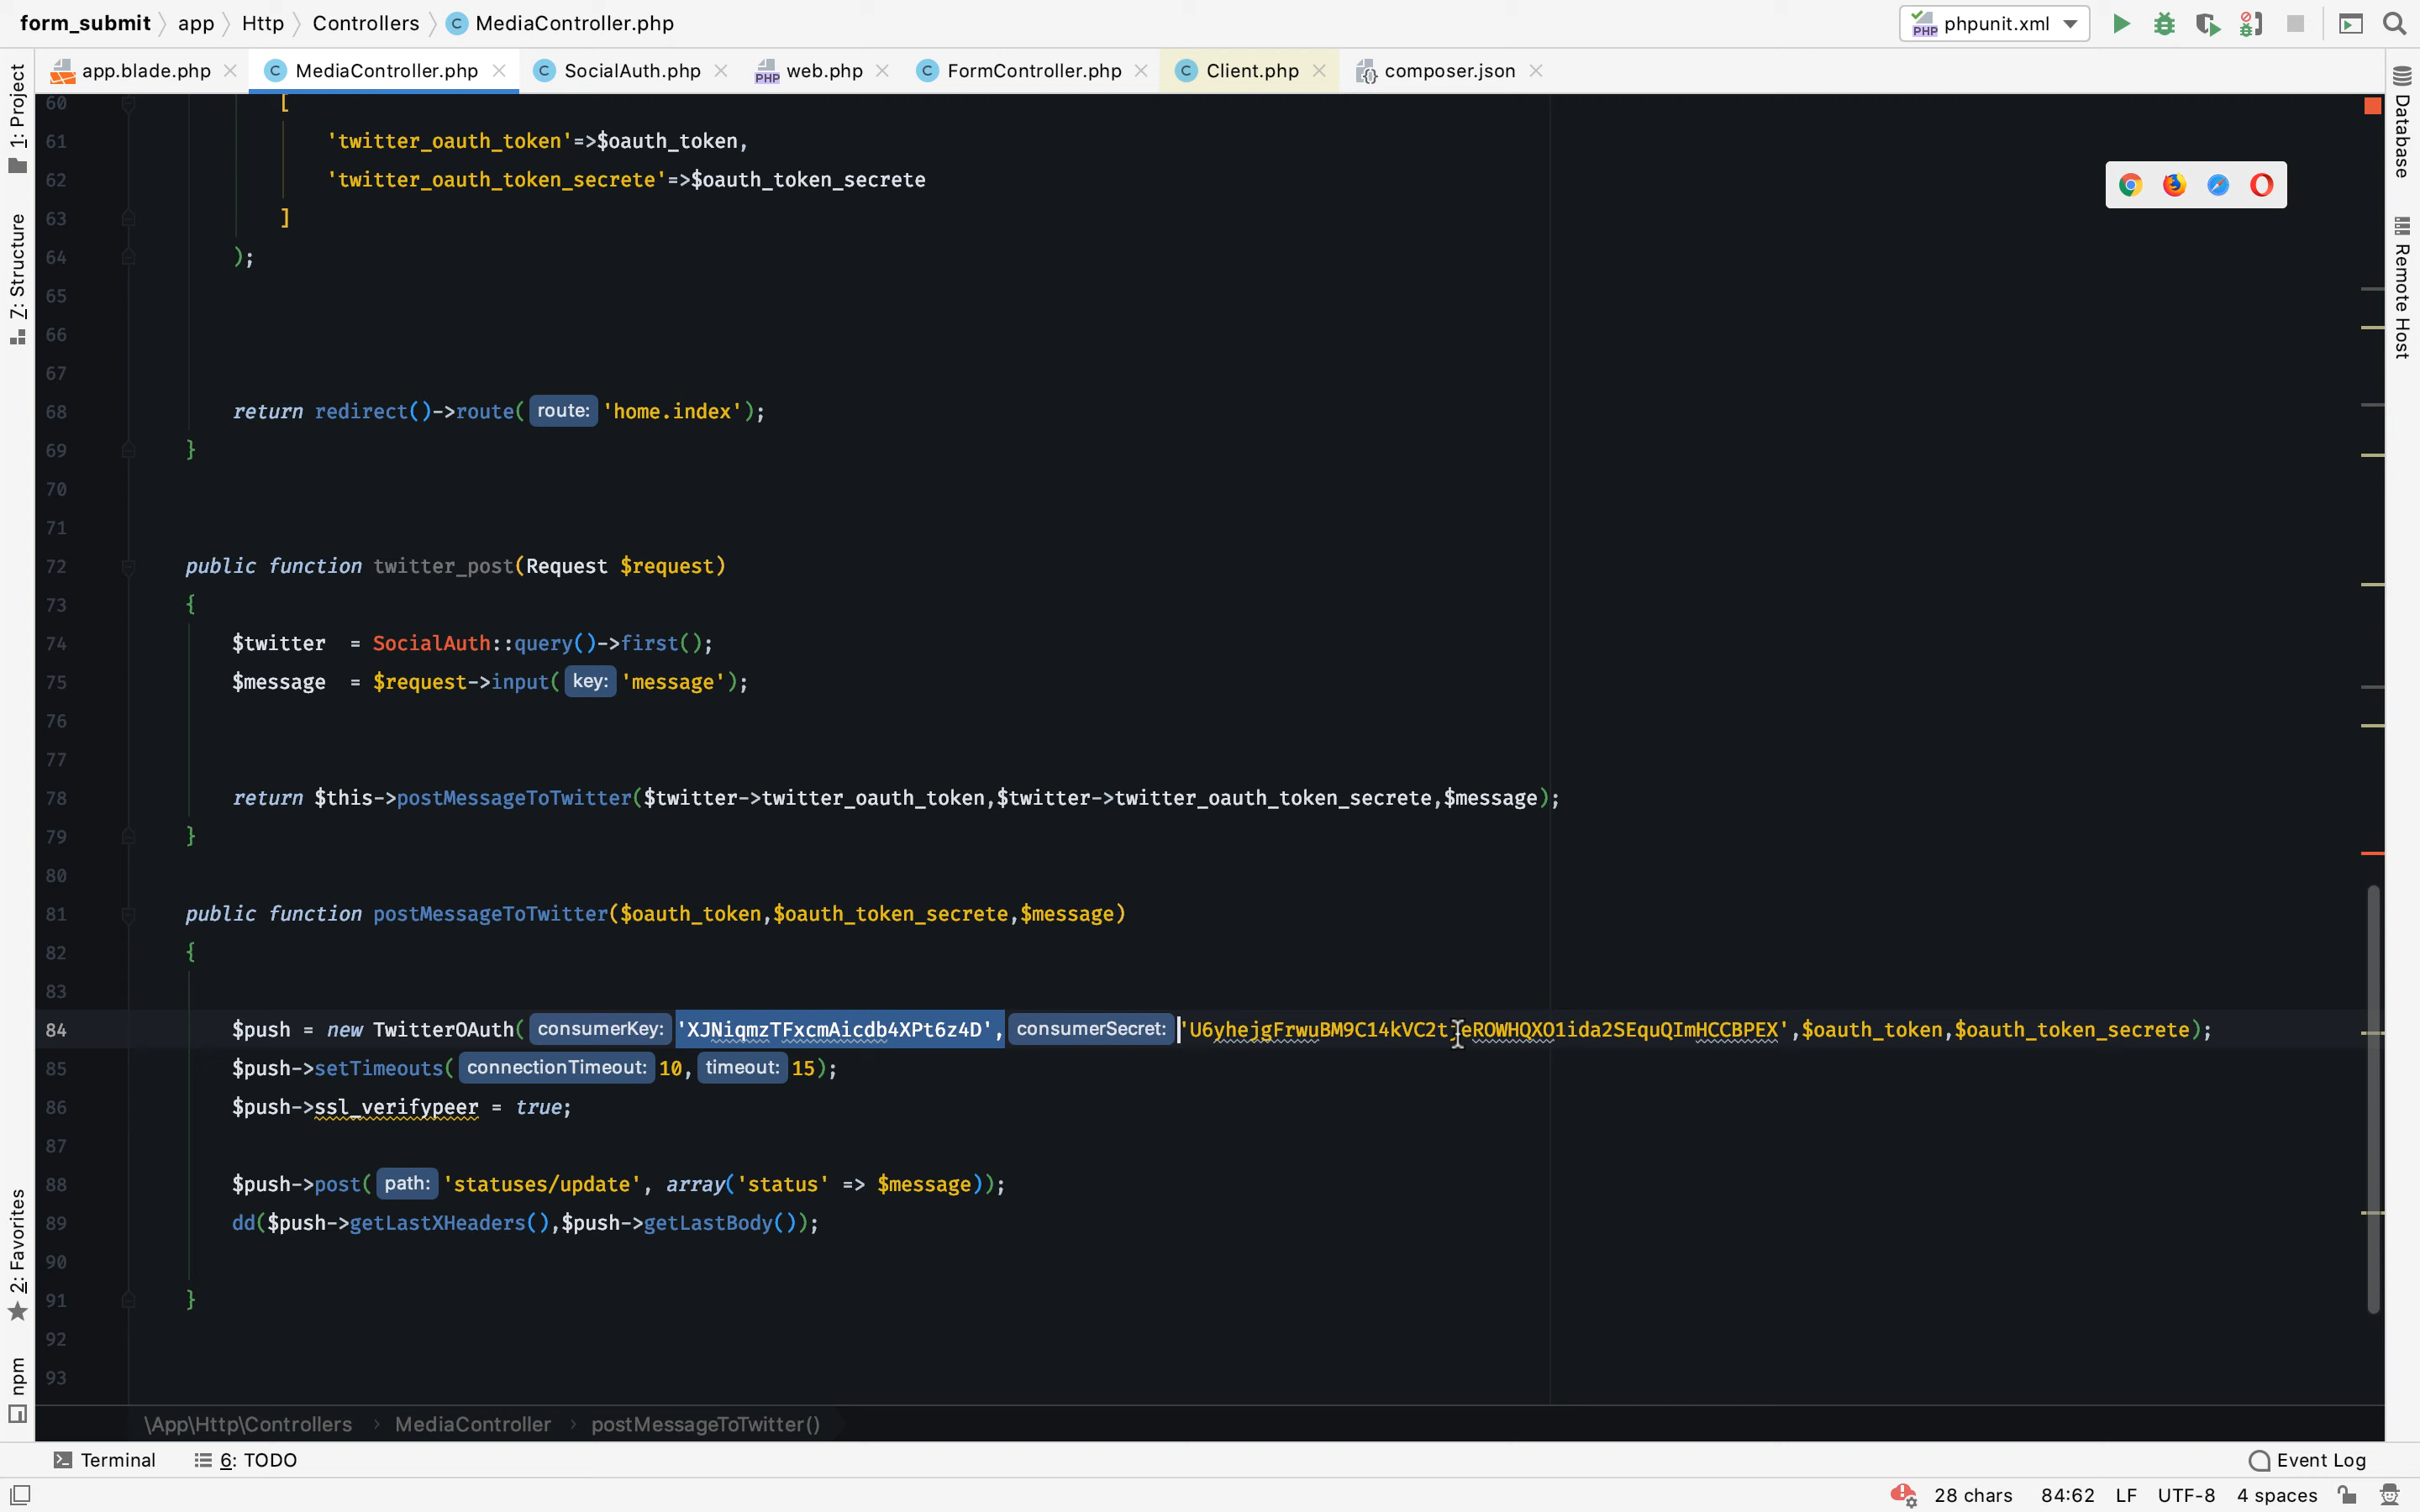 form_submit app Http Controllers MediaController.php phpunit.xml
app.blade.php MediaController.php SocialAuth.php web.php FormController.php Client.php composer.json
1: Project
7: Structure
2: Favorites
npm
Database
Remote Host
60 [
61 'twitter_oauth_token'=>$oauth_token,
62 'twitter_oauth_token_secrete'=>$oauth_token_secrete
63 ]
64 );
65
66
67
68 return redirect()->route( route: 'home.index');
69 }
70
71
72 public function twitter_post(Request $request)
73 {
74 $twitter = SocialAuth::query()->first();
75 $message = $request->input( key: 'message');
76
77
78 return $this->postMessageToTwitter($twitter->twitter_oauth_token,$twitter->twitter_oauth_token_secrete,$message);
79 }
80
81 public function postMessageToTwitter($oauth_token,$oauth_token_secrete,$message)
82 {
83
84 $push = new TwitterOAuth( consumerKey: 'XJNiqmzTFxcmAicdb4XPt6z4D', consumerSecret: $oauth_token,$oauth_token_secrete);
85 $push->setTimeouts( connectionTimeout: 10, timeout: 15);
86 $push->ssl_verifypeer = true;
87
88 $push->post( path: 'statuses/update', array('status' => $message));
89 dd($push->getLastXHeaders(),$push->getLastBody());
90
91 }
92
93
\App\Http\Controllers MediaController postMessageToTwitter()
Terminal 6: TODO Event Log
28 chars 84:62 LF UTF-8 4 spaces